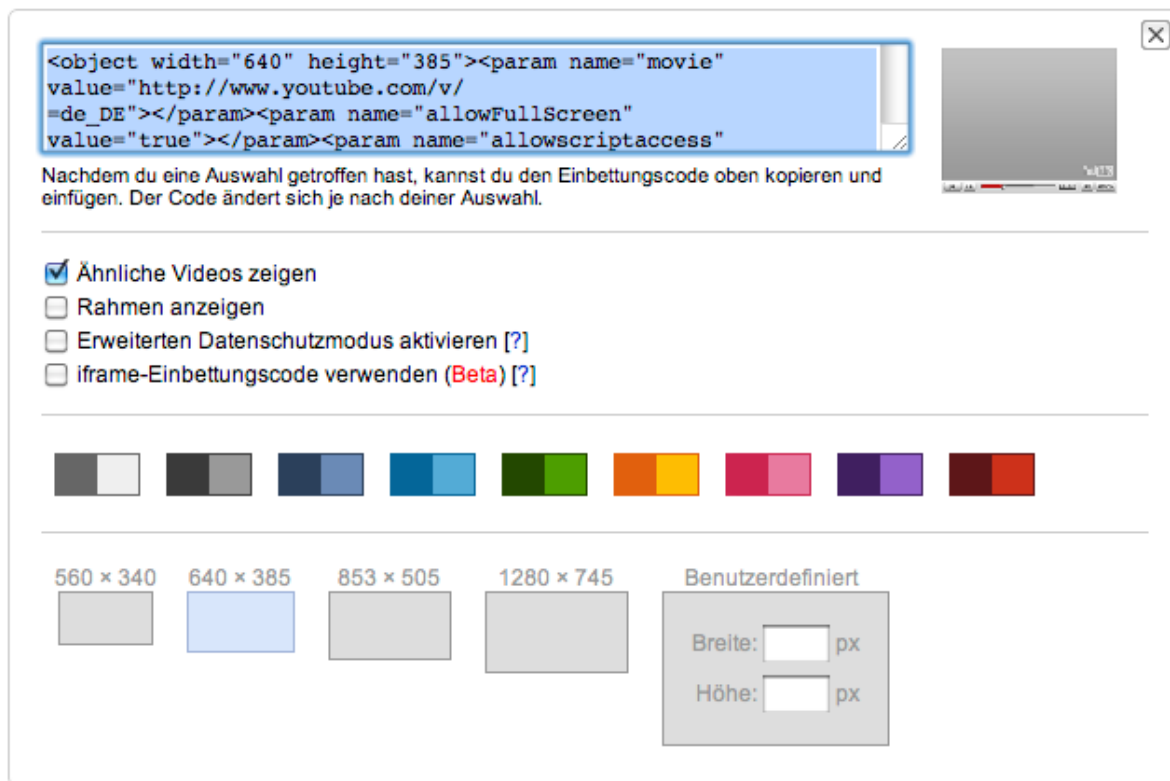 <object width="640" height="385"><param name="movie"
value="http://www.youtube.com/v/
=de_DE"></param><param name="allowFullScreen"
value="true"></param><param name="allowscriptaccess"
Nachdem du eine Auswahl getroffen hast, kannst du den Einbettungscode oben kopieren und
einfügen. Der Code ändert sich je nach deiner Auswahl.
Ähnliche Videos zeigen
Rahmen anzeigen
Erweiterten Datenschutzmodus aktivieren [?]
iframe-Einbettungscode verwenden (Beta) [?]
560 × 340 640 × 385 853 × 505 1280 × 745 Benutzerdefiniert
Breite: px
Höhe: px